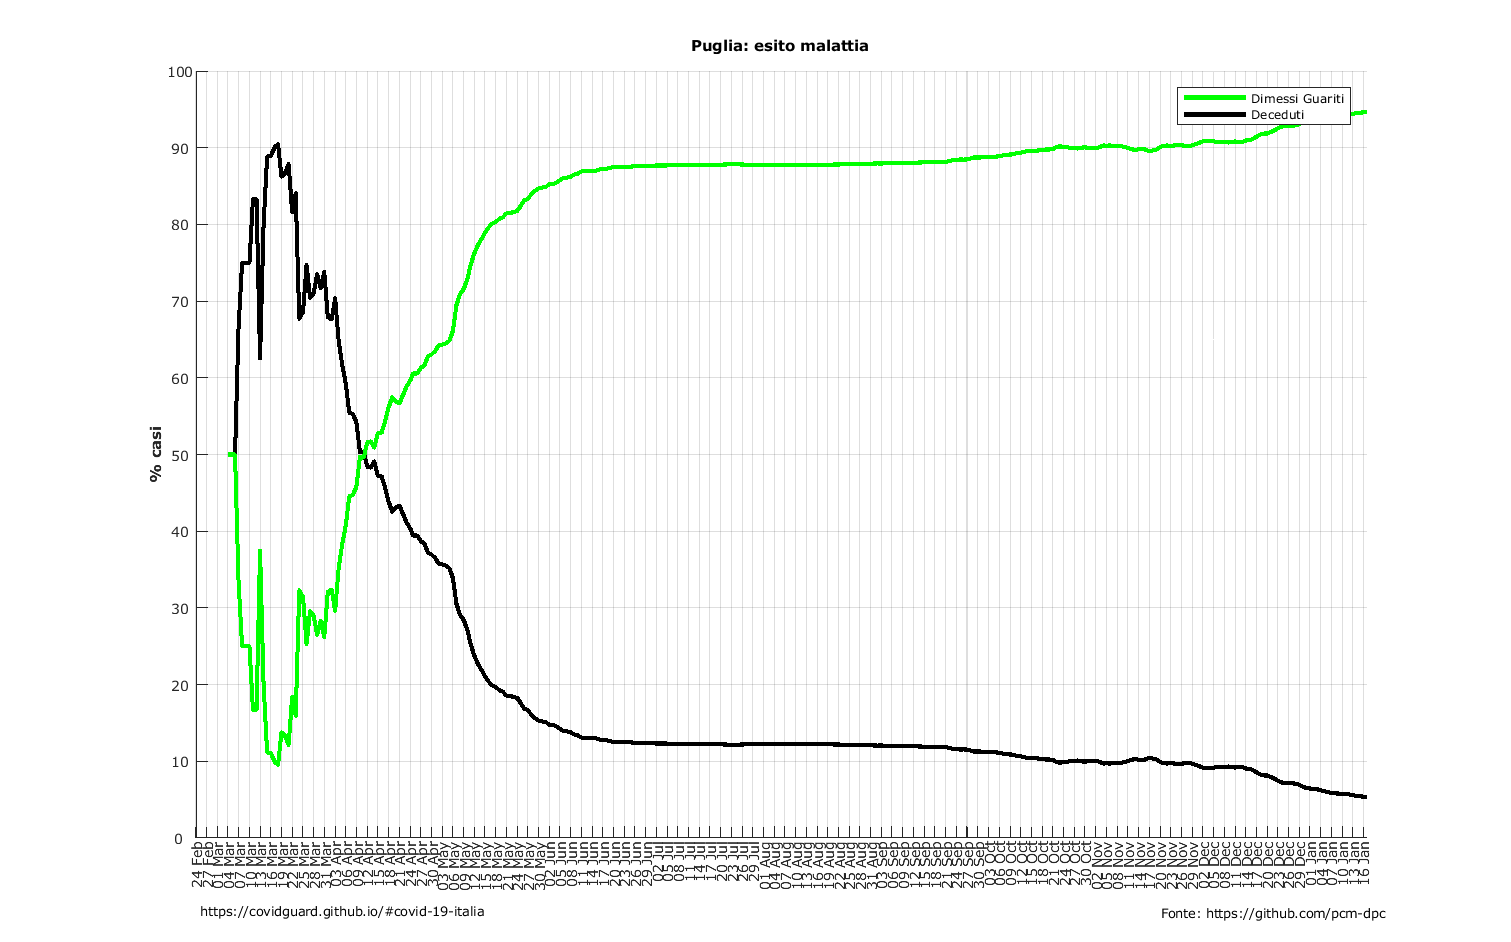 Puglia: esito malattia
Dimessi Guariti
Deceduti
% casi
100
90
80
70
60
50
40
30
20
10
0
24 Feb
27 Feb
01 Mar
04 Mar
07 Mar
10 Mar
13 Mar
16 Mar
19 Mar
22 Mar
25 Mar
28 Mar
31 Mar
03 Apr
06 Apr
09 Apr
12 Apr
15 Apr
18 Apr
21 Apr
24 Apr
27 Apr
30 Apr
03 May
06 May
09 May
12 May
15 May
18 May
21 May
24 May
27 May
30 May
02 Jun
05 Jun
08 Jun
11 Jun
14 Jun
17 Jun
20 Jun
23 Jun
26 Jun
29 Jun
02 Jul
05 Jul
08 Jul
11 Jul
14 Jul
17 Jul
20 Jul
23 Jul
26 Jul
29 Jul
01 Aug
04 Aug
07 Aug
10 Aug
13 Aug
16 Aug
19 Aug
22 Aug
25 Aug
28 Aug
31 Aug
03 Sep
06 Sep
09 Sep
12 Sep
15 Sep
18 Sep
21 Sep
24 Sep
27 Sep
30 Sep
03 Oct
06 Oct
09 Oct
12 Oct
15 Oct
18 Oct
21 Oct
24 Oct
27 Oct
30 Oct
02 Nov
05 Nov
08 Nov
11 Nov
14 Nov
17 Nov
20 Nov
23 Nov
26 Nov
29 Nov
02 Dec
05 Dec
08 Dec
11 Dec
14 Dec
17 Dec
20 Dec
23 Dec
26 Dec
29 Dec
01 Jan
04 Jan
07 Jan
10 Jan
13 Jan
16 Jan
https://covidguard.github.io/#covid-19-italia
Fonte: https://github.com/pcm-dpc